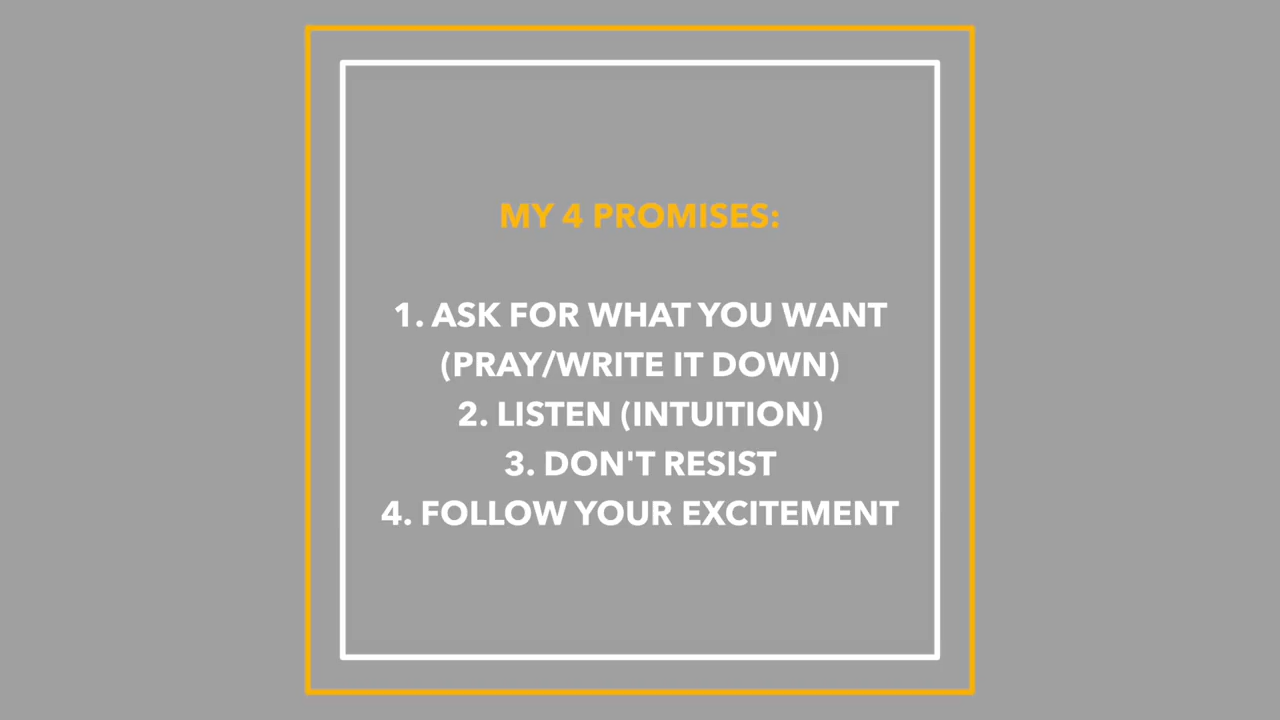 MY 4 PROMISES:
1. ASK FOR WHAT YOU WANT
(PRAY/WRITE IT DOWN)
2. LISTEN (INTUITION)
3. DON'T RESIST
4. FOLLOW YOUR EXCITEMENT